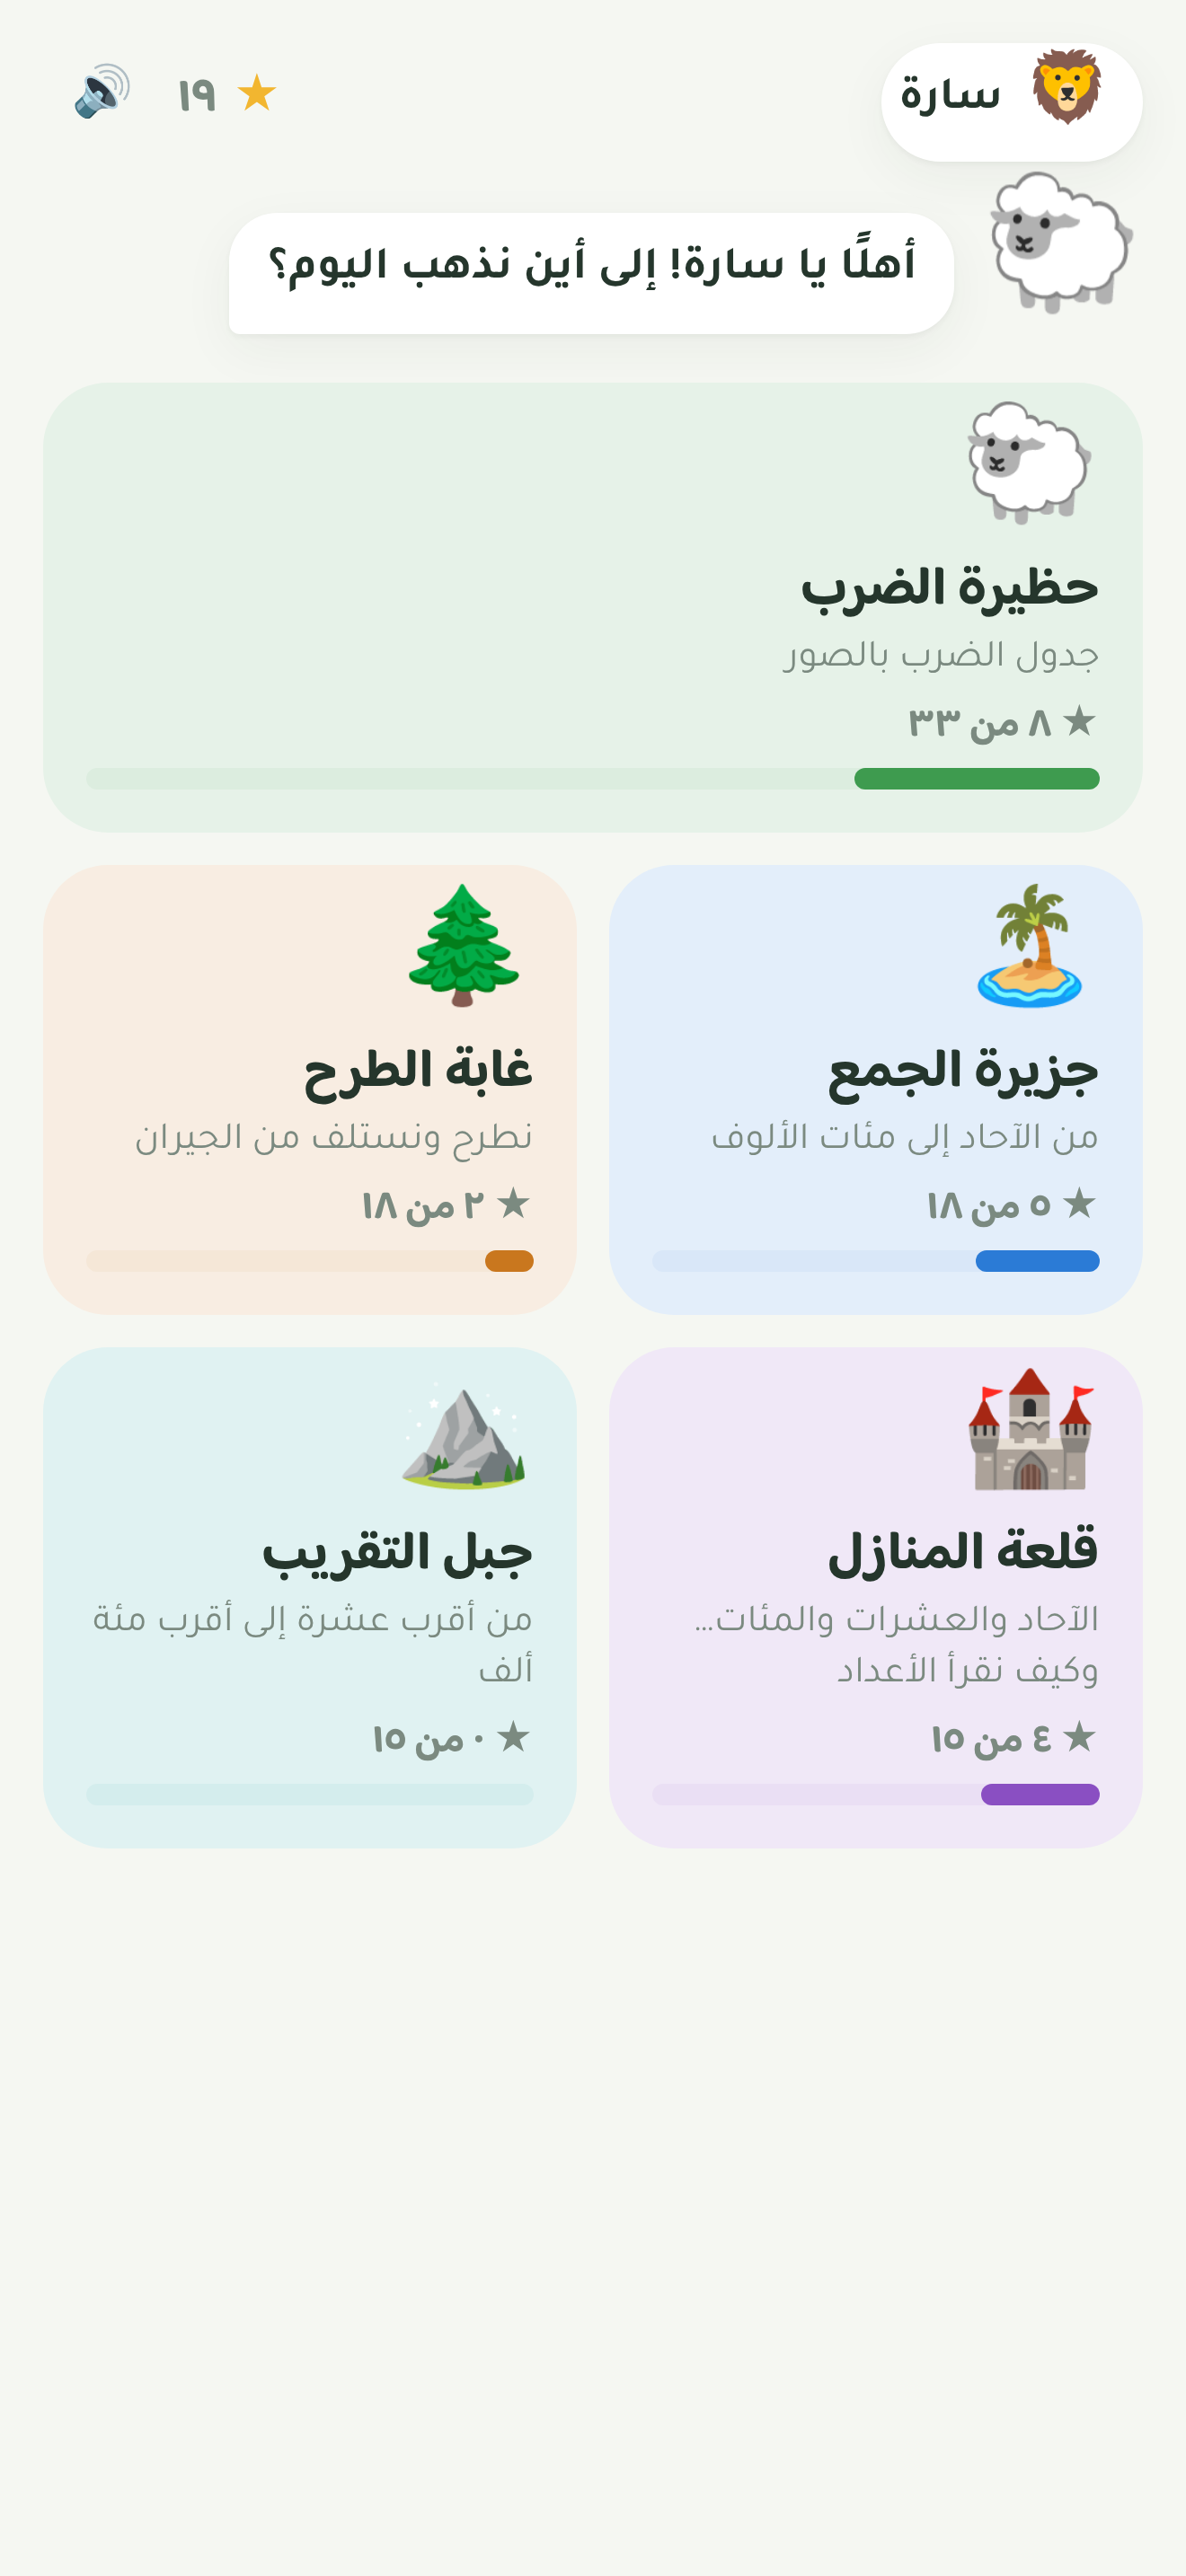 سارة
★ ١٩
أهلًا يا سارة! إلى أين نذهب اليوم؟
حظيرة الضرب
جدول الضرب بالصور
★ ٨ من ٣٣
جزيرة الجمع
من الآحاد إلى مئات الألوف
★ ٥ من ١٨
غابة الطرح
نطرح ونستلف من الجيران
★ ٢ من ١٨
قلعة المنازل
الآحاد والعشرات والمئات…
وكيف نقرأ الأعداد
★ ٤ من ١٥
جبل التقريب
من أقرب عشرة إلى أقرب مئة
ألف
★ ٠ من ١٥